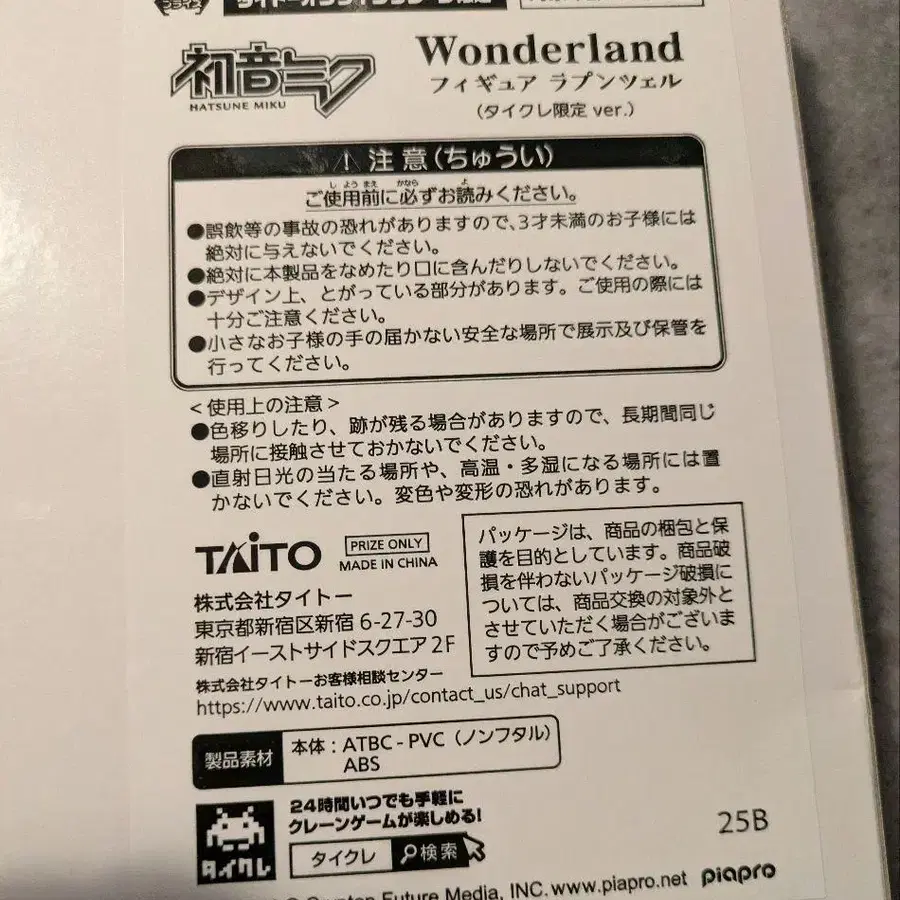 プライズ
タイトーオンラインクレーン限定
初音ミク
HATSUNE MIKU
Wonderland
フィギュア ラプンツェル
(タイクレ限定 ver.)
注意(ちゅうい)
ご使用前に必ずお読みください。
●誤飲等の事故の恐れがありますので、3才未満のお子様には
絶対に与えないでください。
●絶対に本製品をなめたり口に含んだりしないでください。
●デザイン上、とがっている部分があります。ご使用の際には
十分ご注意ください。
●小さなお子様の手の届かない安全な場所で展示及び保管を
行ってください。
<使用上の注意>
●色移りしたり、跡が残る場合がありますので、長期間同じ
場所に接触させておかないでください。
●直射日光の当たる場所や、高温・多湿になる場所には置
かないでください。変色や変形の恐れがあります。
TAITO
PRIZE ONLY
MADE IN CHINA
株式会社タイトー
東京都新宿区新宿 6-27-30
新宿イーストサイドスクエア 2F
株式会社タイトーお客様相談センター
https://www.taito.co.jp/contact_us/chat_support
パッケージは、商品の梱包と保
護を目的としています。商品破
損を伴わないパッケージ破損に
ついては、商品交換の対象外と
させていただく場合がございま
すので予めご了承ください。
製品素材
本体:ATBC-PVC(ノンフタル)
ABS
タイクレ
24時間いつでも手軽に
クレーンゲームが楽しめる!
タイクレ 検索
25B
© Crypton Future Media, INC. www.piapro.net piapro